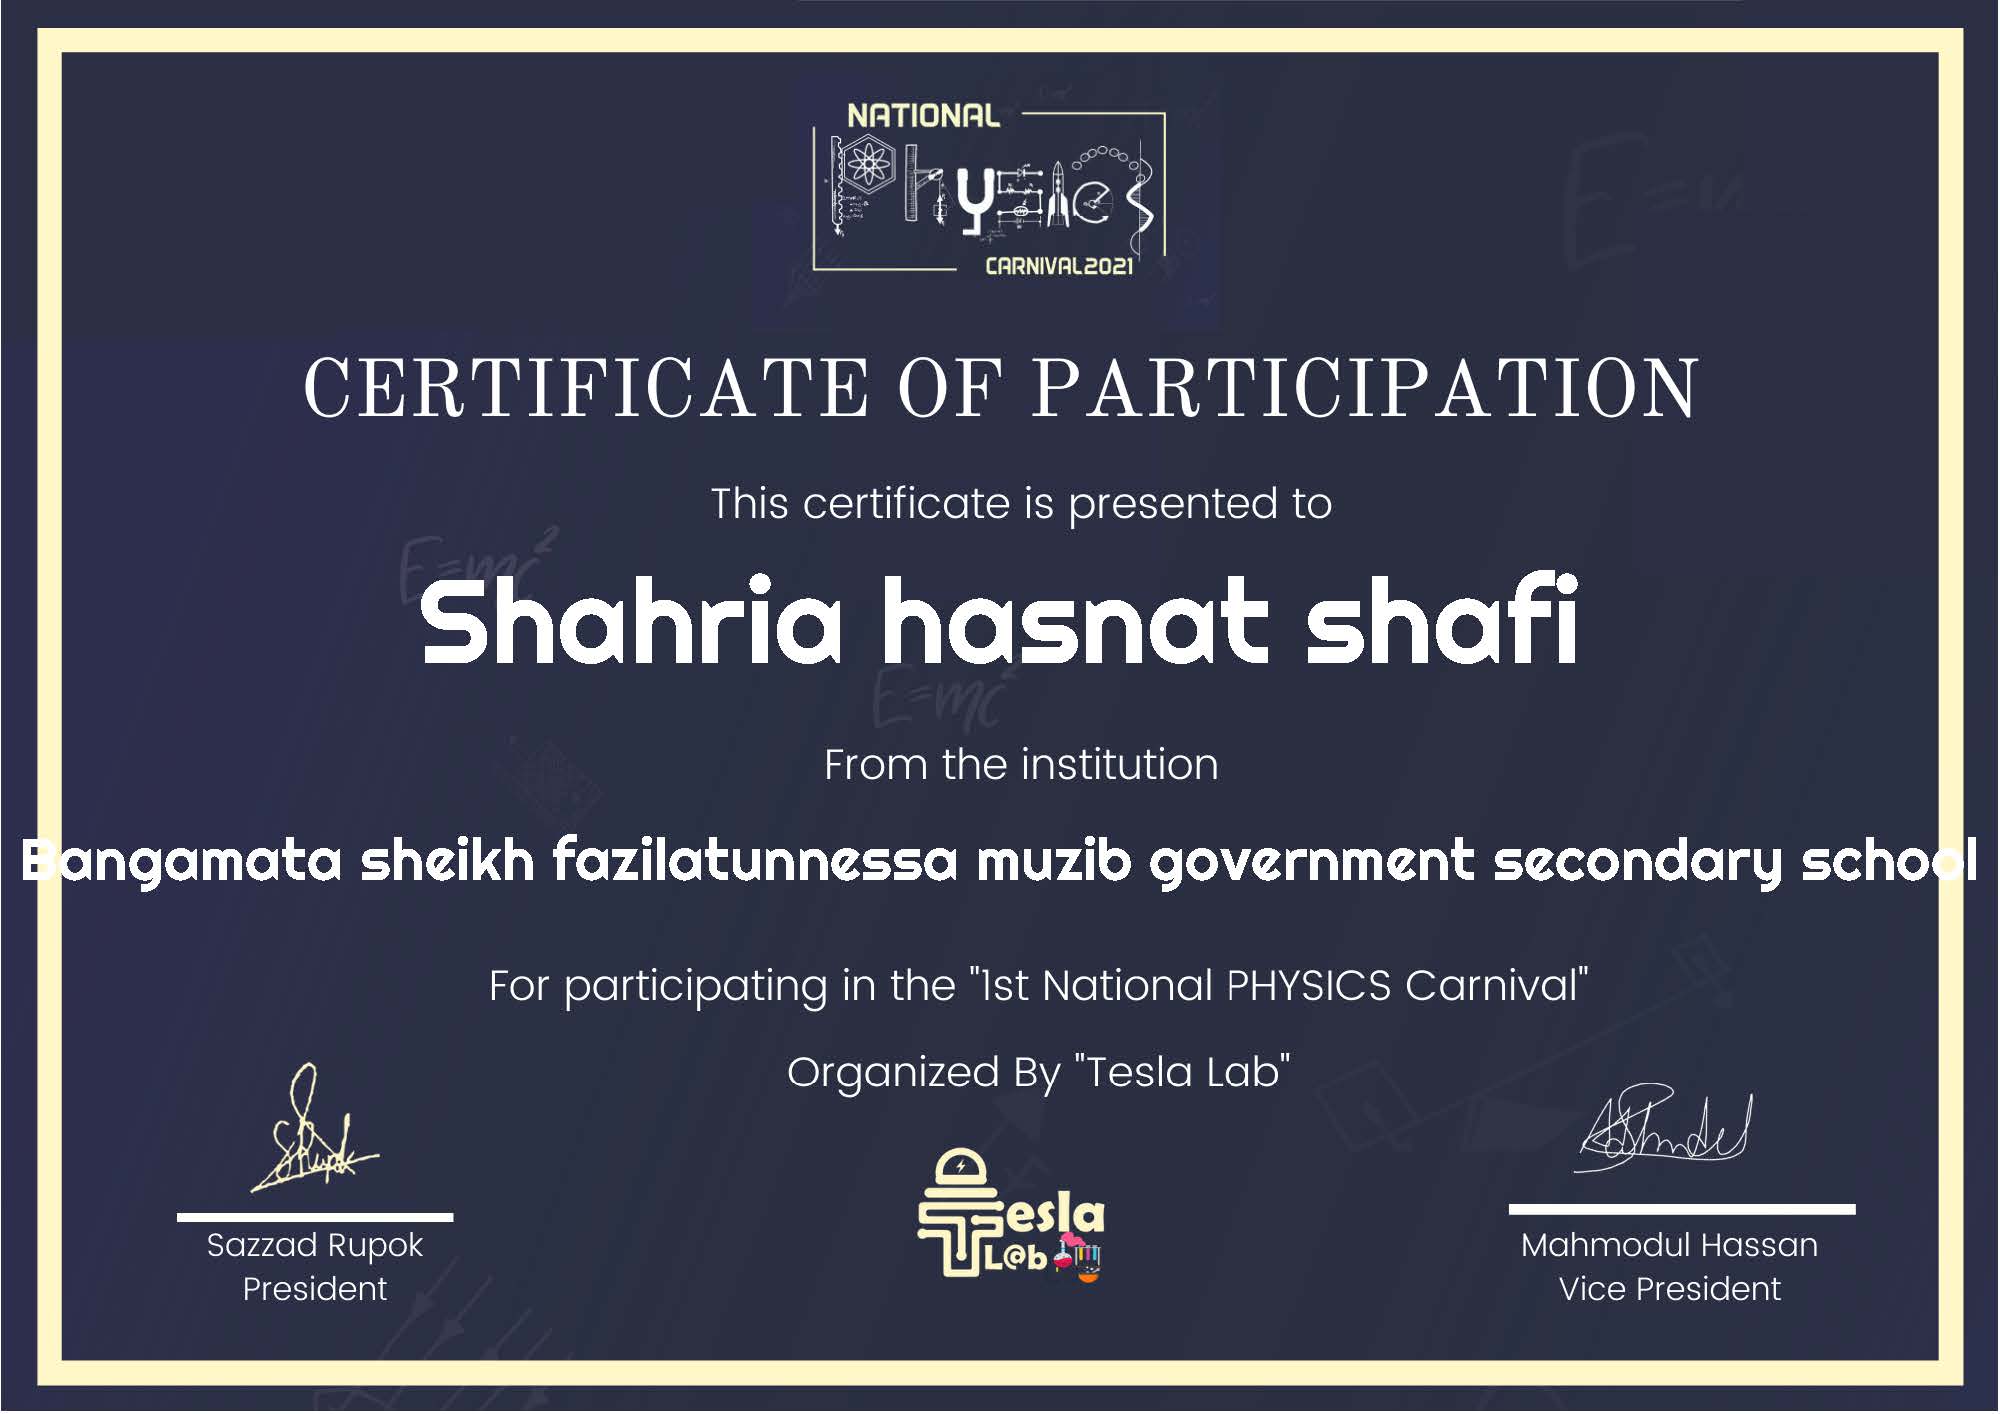 NATIONAL
Physics
CARNIVAL2021
CERTIFICATE OF PARTICIPATION
This certificate is presented to
E=mc²
Shahria hasnat shafi
E=mc²
From the institution
Bangamata sheikh fazilatunnessa muzib government secondary school
For participating in the "1st National PHYSICS Carnival"
Organized By "Tesla Lab"
Tesla
L@b
Sazzad Rupok
President
Mahmodul Hassan
Vice President